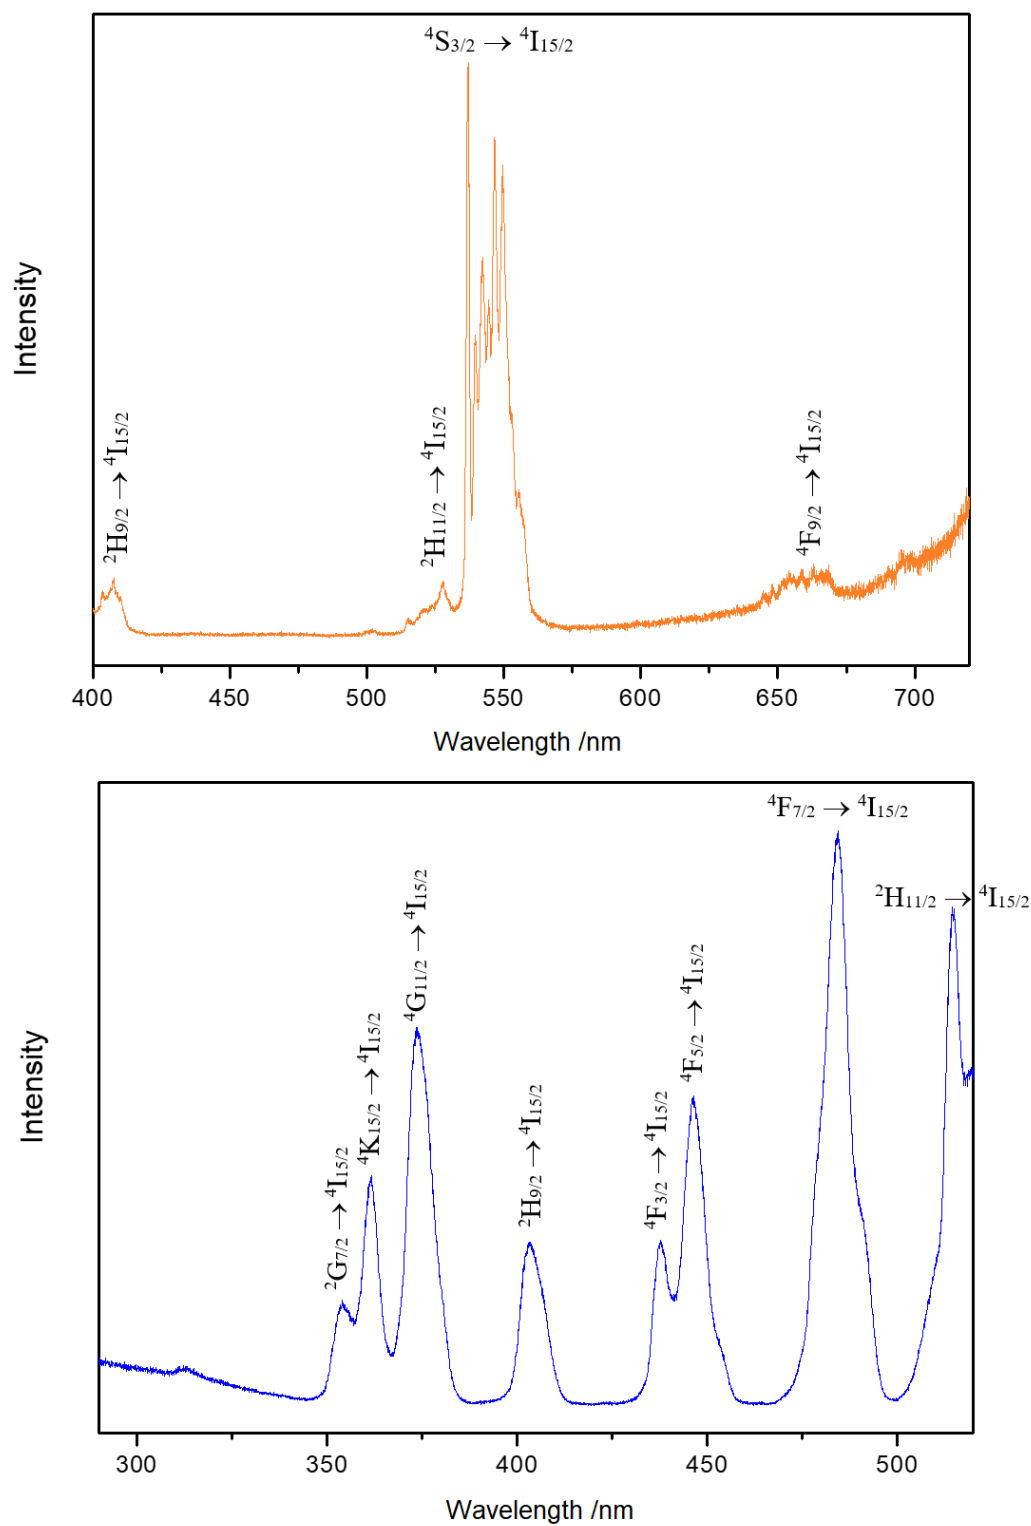 ⁴S₃/₂ → ⁴I₁₅/₂
²H₉/₂ → ⁴I₁₅/₂
²H₁₁/₂ → ⁴I₁₅/₂
⁴F₉/₂ → ⁴I₁₅/₂
Intensity
400 450 500 550 600 650 700
Wavelength /nm
⁴F₇/₂ → ⁴I₁₅/₂
²H₁₁/₂ → ⁴I₁₅/₂
⁴G₁₁/₂ → ⁴I₁₅/₂
⁴F₅/₂ → ⁴I₁₅/₂
⁴K₁₅/₂ → ⁴I₁₅/₂
²H₉/₂ → ⁴I₁₅/₂
⁴F₃/₂ → ⁴I₁₅/₂
²G₇/₂ → ⁴I₁₅/₂
Intensity
300 350 400 450 500
Wavelength /nm